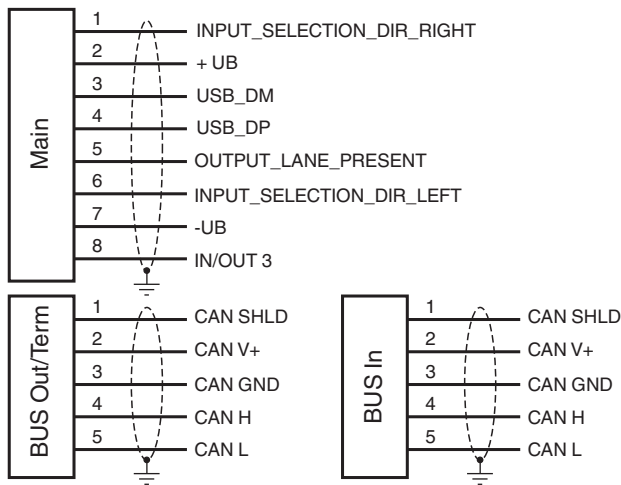 Main
1 INPUT_SELECTION_DIR_RIGHT
2 + UB
3 USB_DM
4 USB_DP
5 OUTPUT_LANE_PRESENT
6 INPUT_SELECTION_DIR_LEFT
7 -UB
8 IN/OUT 3
BUS Out/Term
1 CAN SHLD
2 CAN V+
3 CAN GND
4 CAN H
5 CAN L
BUS In
1 CAN SHLD
2 CAN V+
3 CAN GND
4 CAN H
5 CAN L